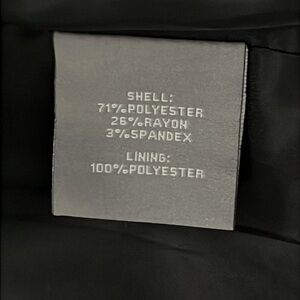 SHELL:
71%POLYESTER
26%RAYON
3%SPANDEX
LINING:
100%POLYESTER